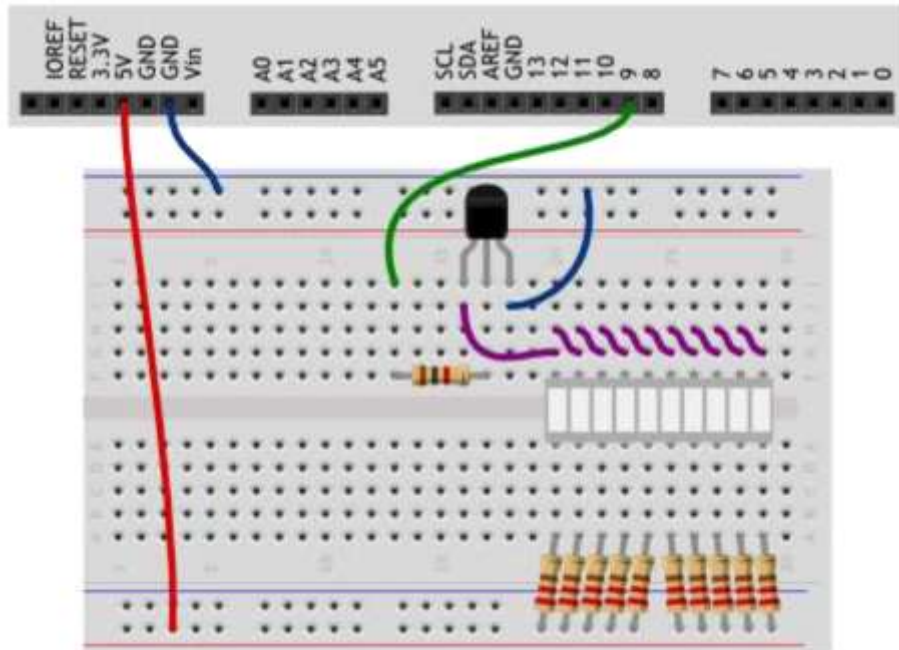 IOREF
RESET
3.3V
5V
GND
GND
Vin
A0
A1
A2
A3
A4
A5
SCL
SDA
AREF
GND
13
12
11
10
9
8
7
6
5
4
3
2
1
0